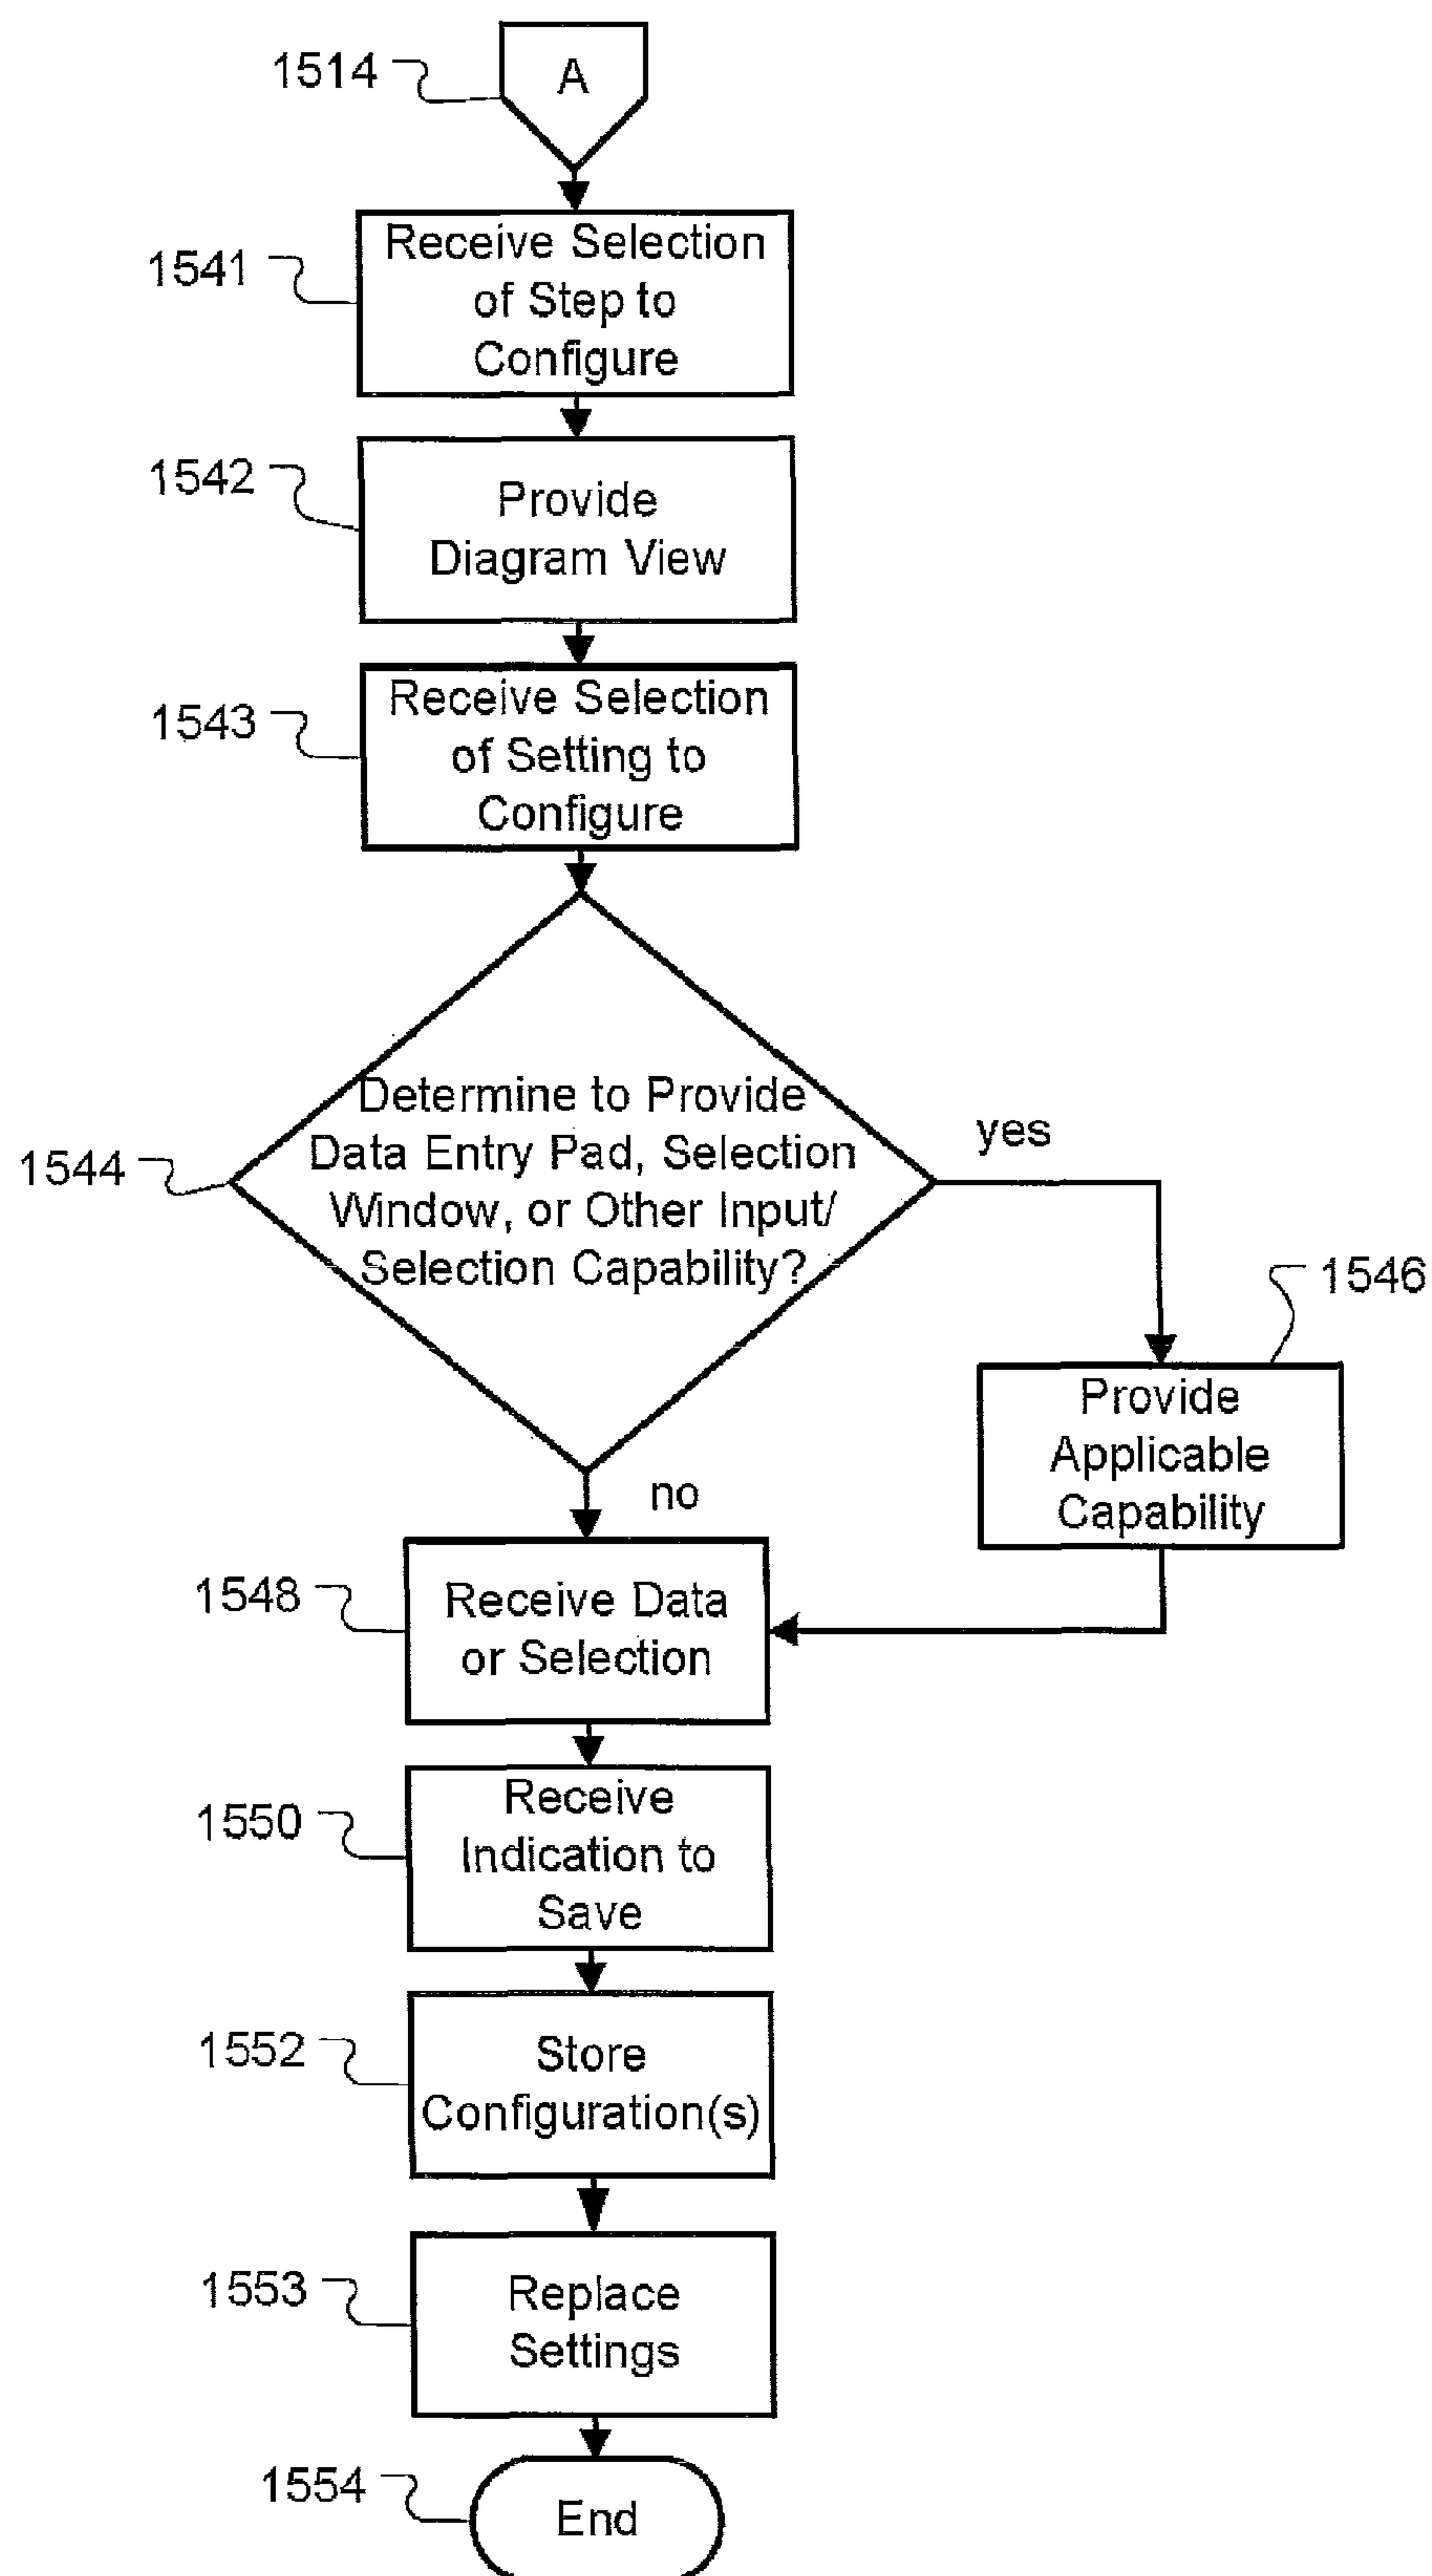 1514
A
1541
Receive Selection
of Step to
Configure
1542
Provide
Diagram View
1543
Receive Selection
of Setting to
Configure
1544
Determine to Provide
Data Entry Pad, Selection
Window, or Other Input/
Selection Capability?
yes
1546
Provide
Applicable
Capability
no
1548
Receive Data
or Selection
1550
Receive
Indication to
Save
1552
Store
Configuration(s)
1553
Replace
Settings
1554
End